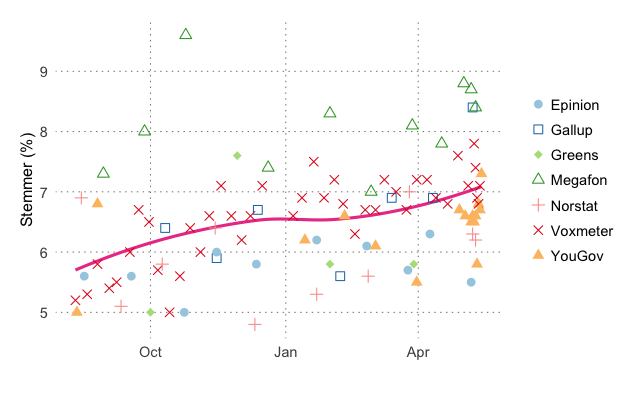 Stemmer (%)
9
8
7
6
5
Oct
Jan
Apr
Epinion
Gallup
Greens
Megafon
Norstat
Voxmeter
YouGov